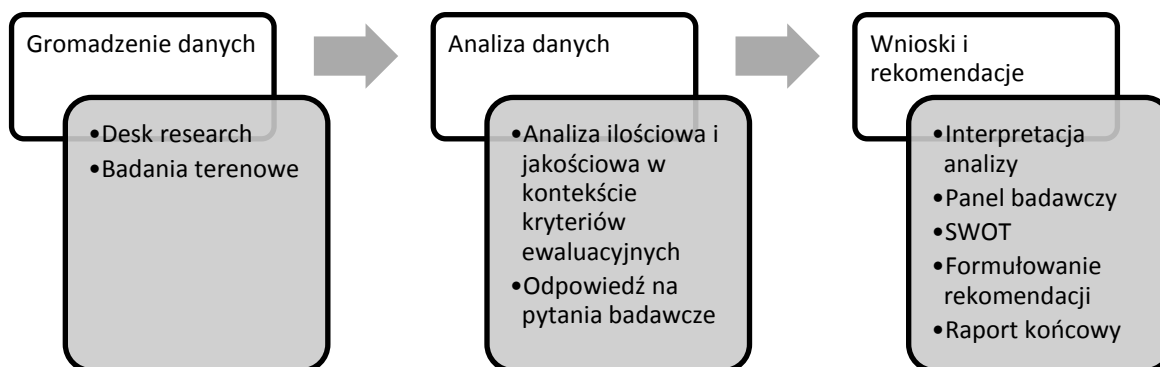 Gromadzenie danych
•Desk research
•Badania terenowe
Analiza danych
•Analiza ilościowa i
jakościowa w
kontekście
kryteriów
ewaluacyjnych
•Odpowiedź na
pytania badawcze
Wnioski i
rekomendacje
•Interpretacja
analizy
•Panel badawczy
•SWOT
•Formułowanie
rekomendacji
•Raport końcowy